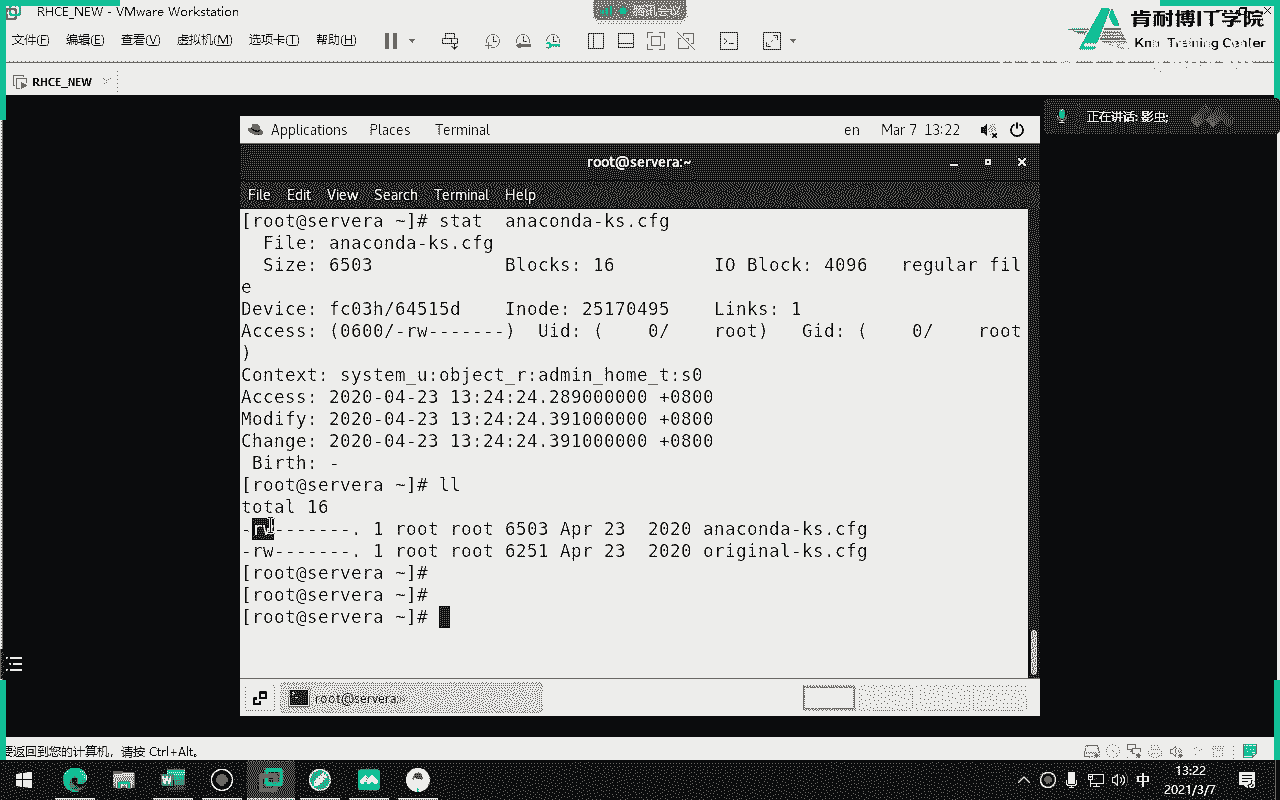 RHCE_NEW - VMware Workstation
腾讯会议
肯耐博IT学院
Training Center
文件(F) 编辑(E) 查看(V) 虚拟机(M) 选项卡(T) 帮助(H)
RHCE_NEW
正在讲话: 影虫;
Applications Places Terminal en Mar 7 13:22
root@servera:~
File Edit View Search Terminal Help
[root@servera ~]# stat  anaconda-ks.cfg
  File: anaconda-ks.cfg
  Size: 6503            Blocks: 16         IO Block: 4096   regular fil
e
Device: fc03h/64515d    Inode: 25170495    Links: 1
Access: (0600/-rw-------)  Uid: (    0/    root)   Gid: (    0/    root
)
Context: system_u:object_r:admin_home_t:s0
Access: 2020-04-23 13:24:24.289000000 +0800
Modify: 2020-04-23 13:24:24.391000000 +0800
Change: 2020-04-23 13:24:24.391000000 +0800
 Birth: -
[root@servera ~]# ll
total 16
-rw-------. 1 root root 6503 Apr 23  2020 anaconda-ks.cfg
-rw-------. 1 root root 6251 Apr 23  2020 original-ks.cfg
[root@servera ~]#
[root@servera ~]#
[root@servera ~]#
root@servera:~
要返回到您的计算机，请按 Ctrl+Alt。
中
13:22
2021/3/7